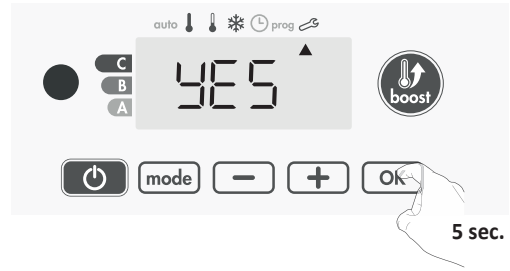 auto prog
C
B
A
YES
boost
mode - + OK
5 sec.